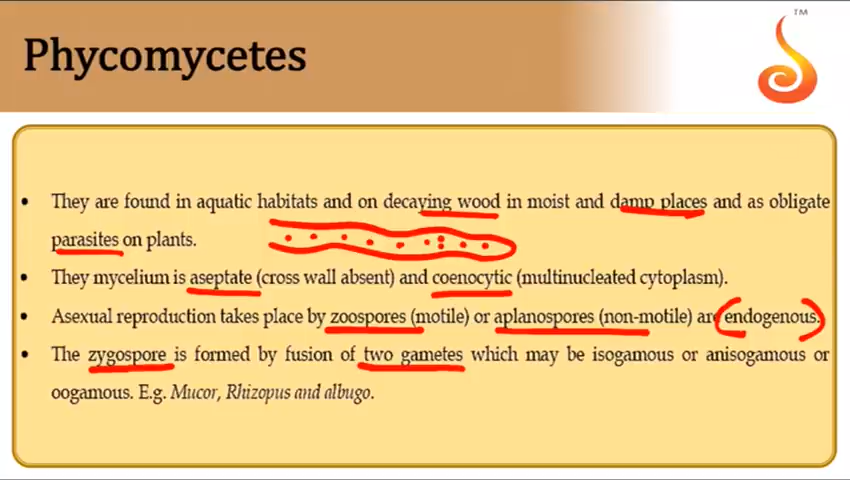 Phycomycetes
TM
• They are found in aquatic habitats and on decaying wood in moist and damp places and as obligate
parasites on plants.
• They mycelium is aseptate (cross wall absent) and coenocytic (multinucleated cytoplasm).
• Asexual reproduction takes place by zoospores (motile) or aplanospores (non-motile) are endogenous.
• The zygospore is formed by fusion of two gametes which may be isogamous or anisogamous or
oogamous. E.g. Mucor, Rhizopus and albugo.